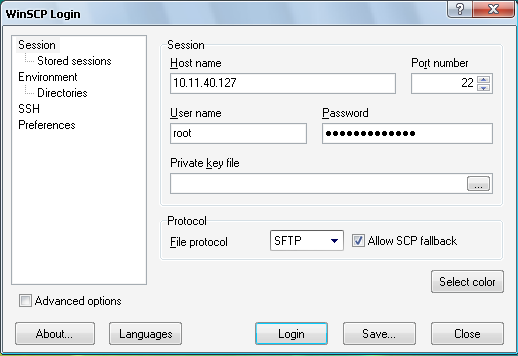 WinSCP Login
Session
Stored sessions
Environment
Directories
SSH
Preferences
Session
Host name
Port number
10.11.40.127
22
User name
Password
root
●●●●●●●●●●●●●
Private key file
...
Protocol
File protocol
SFTP
Allow SCP fallback
Select color
Advanced options
About...
Languages
Login
Save...
Close